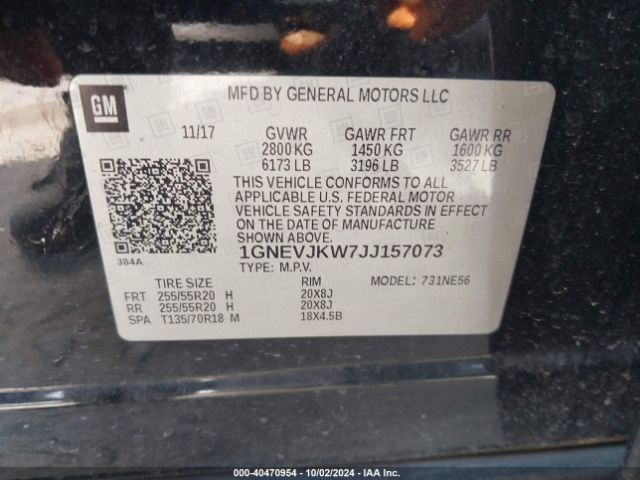 GM
MFD BY GENERAL MOTORS LLC
11/17 GVWR GAWR FRT GAWR RR
2800 KG 1450 KG 1600 KG
6173 LB 3196 LB 3527 LB
THIS VEHICLE CONFORMS TO ALL
APPLICABLE U.S. FEDERAL MOTOR
VEHICLE SAFETY STANDARDS IN EFFECT
ON THE DATE OF MANUFACTURE
SHOWN ABOVE.
384A
1GNEVJKW7JJ157073
TYPE: M.P.V. MODEL: 731NE56
TIRE SIZE RIM
FRT 255/55R20 H 20X8J
RR 255/55R20 H 20X8J
SPA T135/70R18 M 18X4.5B
000-40470954 - 10/02/2024 - IAA Inc.